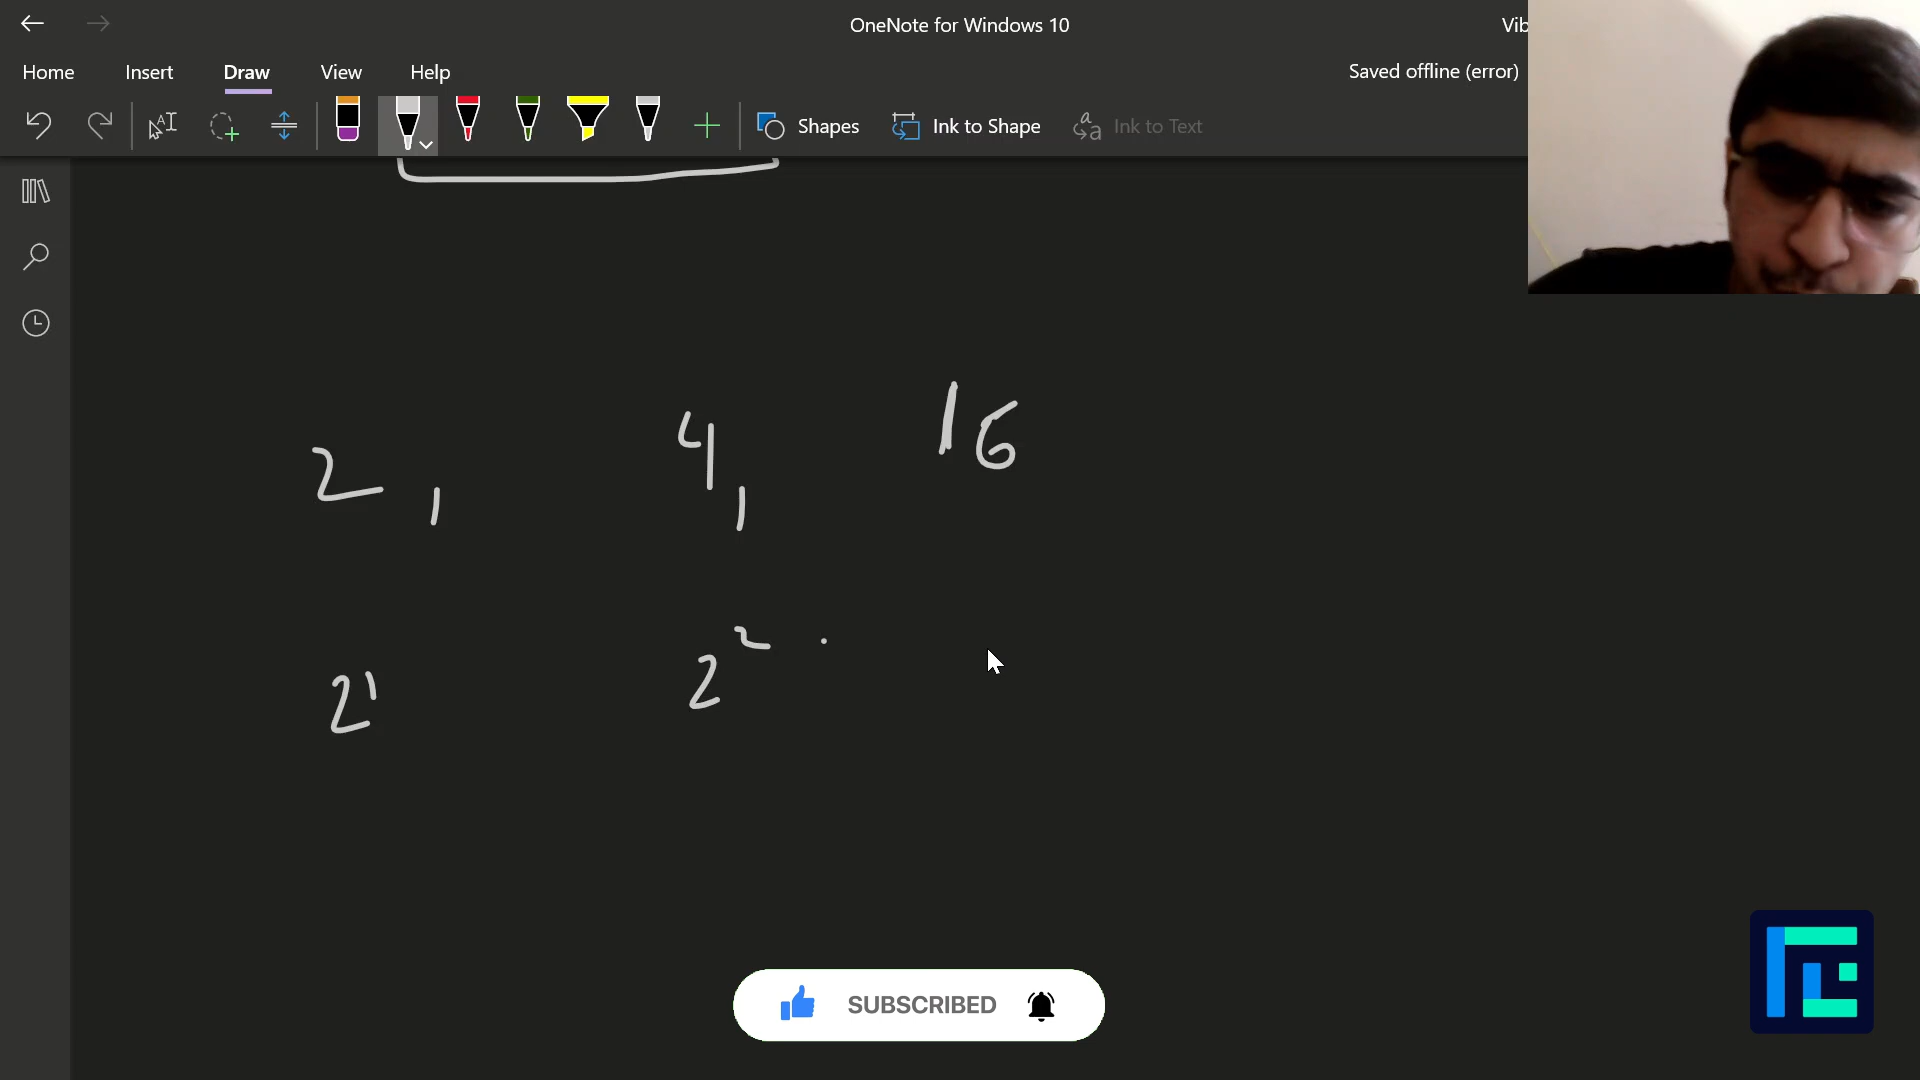 OneNote for Windows 10
Vib
Home Insert Draw View Help
Saved offline (error)
Shapes Ink to Shape Ink to Text
2, 4, 16
2¹ 2² .
SUBSCRIBED